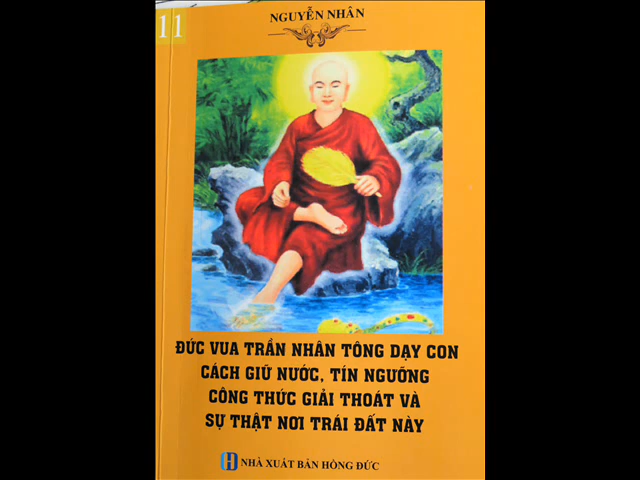 11
NGUYỄN NHÂN
ĐỨC VUA TRẦN NHÂN TÔNG DẠY CON
CÁCH GIỮ NƯỚC, TÍN NGƯỠNG
CÔNG THỨC GIẢI THOÁT VÀ
SỰ THẬT NƠI TRÁI ĐẤT NÀY
NHÀ XUẤT BẢN HỒNG ĐỨC